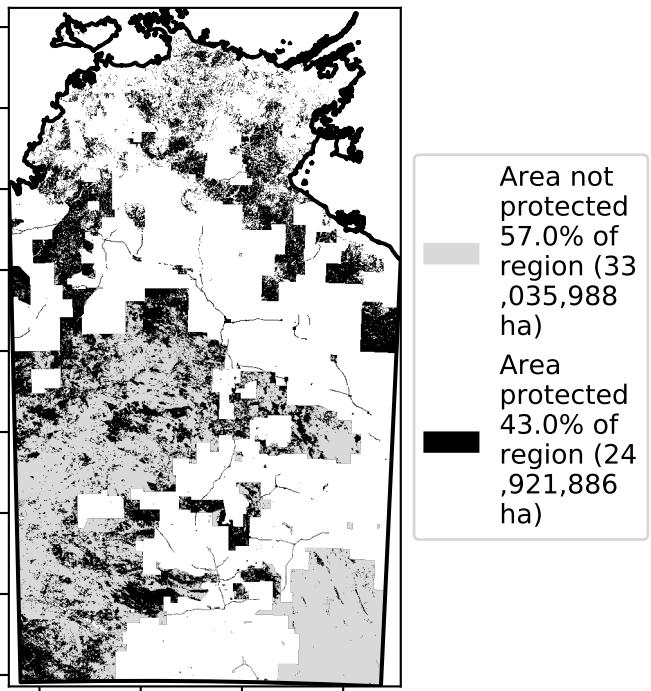 Area not
protected
57.0% of
region (33
,035,988
ha)
Area
protected
43.0% of
region (24
,921,886
ha)